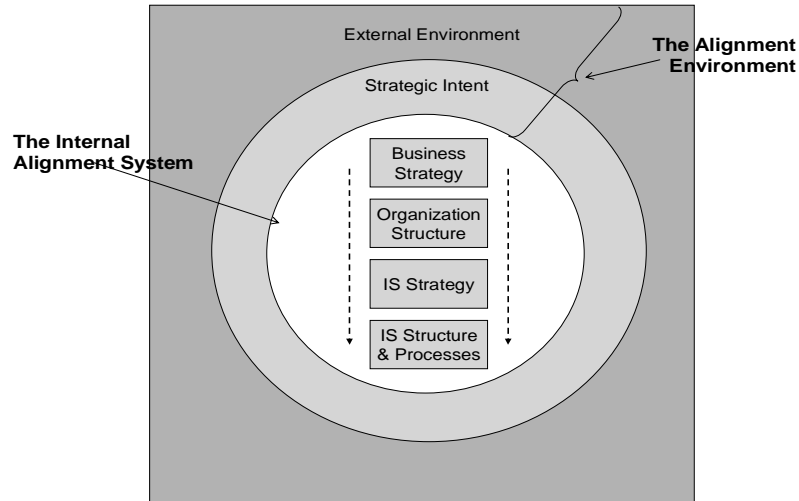 External Environment
The Alignment
Environment
Strategic Intent
The Internal
Alignment System
Business
Strategy
Organization
Structure
IS Strategy
IS Structure
& Processes